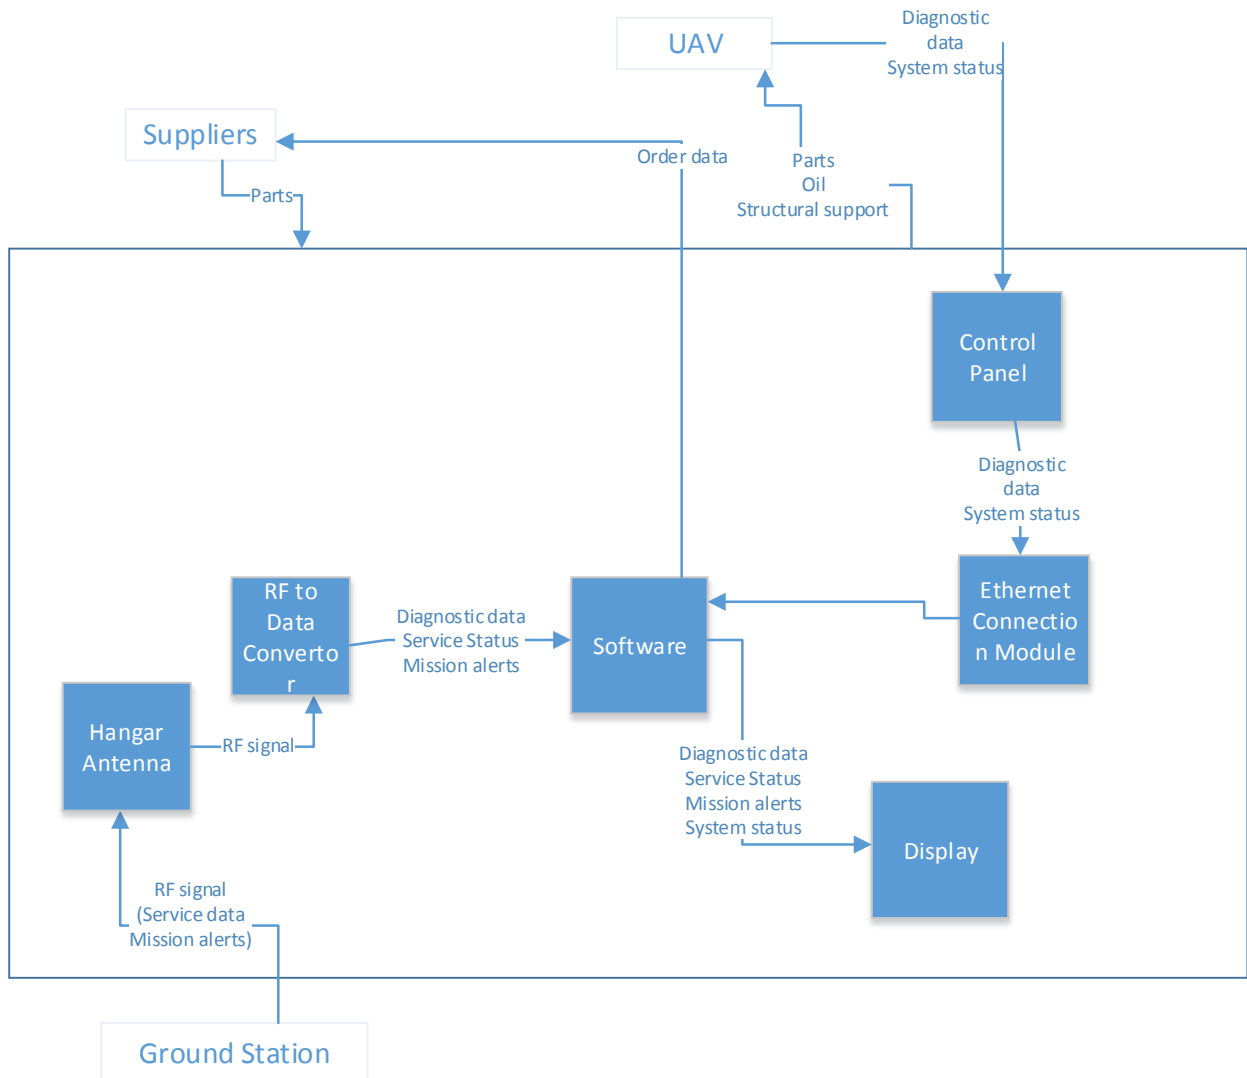 UAV
Diagnostic
data
System status
Suppliers
Order data
Parts
Oil
Structural support
Parts
Control
Panel
Diagnostic
data
System status
RF to
Data
Converto
r
Diagnostic data
Service Status
Mission alerts
Software
Ethernet
Connectio
n Module
Hangar
Antenna
RF signal
Diagnostic data
Service Status
Mission alerts
System status
Display
RF signal
(Service data
Mission alerts)
Ground Station